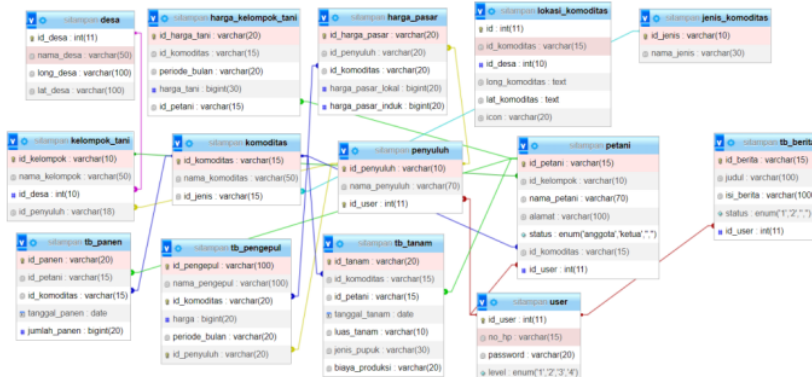 sitampan desa
id_desa : int(11)
nama_desa : varchar(50)
long_desa : varchar(100)
lat_desa : varchar(100)
sitampan harga_kelompok_tani
id_harga_tani : varchar(20)
id_komoditas : varchar(15)
periode_bulan : varchar(20)
harga_tani : bigint(30)
id_petani : varchar(15)
sitampan harga_pasar
id_harga_pasar : varchar(20)
id_penyuluh : varchar(20)
id_komoditas : varchar(20)
harga_pasar_lokal : bigint(20)
harga_pasar_induk : bigint(20)
sitampan lokasi_komoditas
id : int(11)
id_komoditas : varchar(15)
id_desa : int(10)
long_komoditas : text
lat_komoditas : text
icon : varchar(20)
sitampan jenis_komoditas
id_jenis : varchar(10)
nama_jenis : varchar(30)
sitampan kelompok_tani
id_kelompok : varchar(10)
nama_kelompok : varchar(50)
id_desa : int(10)
id_penyuluh : varchar(18)
sitampan komoditas
id_komoditas : varchar(15)
nama_komoditas : varchar(50)
id_jenis : varchar(15)
sitampan penyuluh
id_penyuluh : varchar(10)
nama_penyuluh : varchar(70)
id_user : int(11)
sitampan petani
id_petani : varchar(15)
id_kelompok : varchar(10)
nama_petani : varchar(70)
alamat : varchar(100)
status : enum('anggota','ketua','','')
id_user : int(11)
sitampan tb_berita
id_berita : varchar(15)
judul : varchar(100)
isi_berita : varchar(100
status : enum('1','2','','')
id_user : int(11)
sitampan tb_panen
id_panen : varchar(20)
id_petani : varchar(15)
id_komoditas : varchar(15)
tanggal_panen : date
jumlah_panen : bigint(20)
sitampan tb_pengepul
id_pengepul : varchar(100)
nama_pengepul : varchar(100)
id_komoditas : varchar(20)
harga : bigint(20)
periode_bulan : varchar(20)
id_penyuluh : varchar(20)
sitampan tb_tanam
id_tanam : varchar(20)
id_komoditas : varchar(15)
id_petani : varchar(15)
tanggal_tanam : date
luas_tanam : varchar(10)
jenis_pupuk : varchar(30)
biaya_produksi : varchar(20)
sitampan user
id_user : int(11)
no_hp : varchar(15)
password : varchar(20)
level : enum('1','2','3','4')